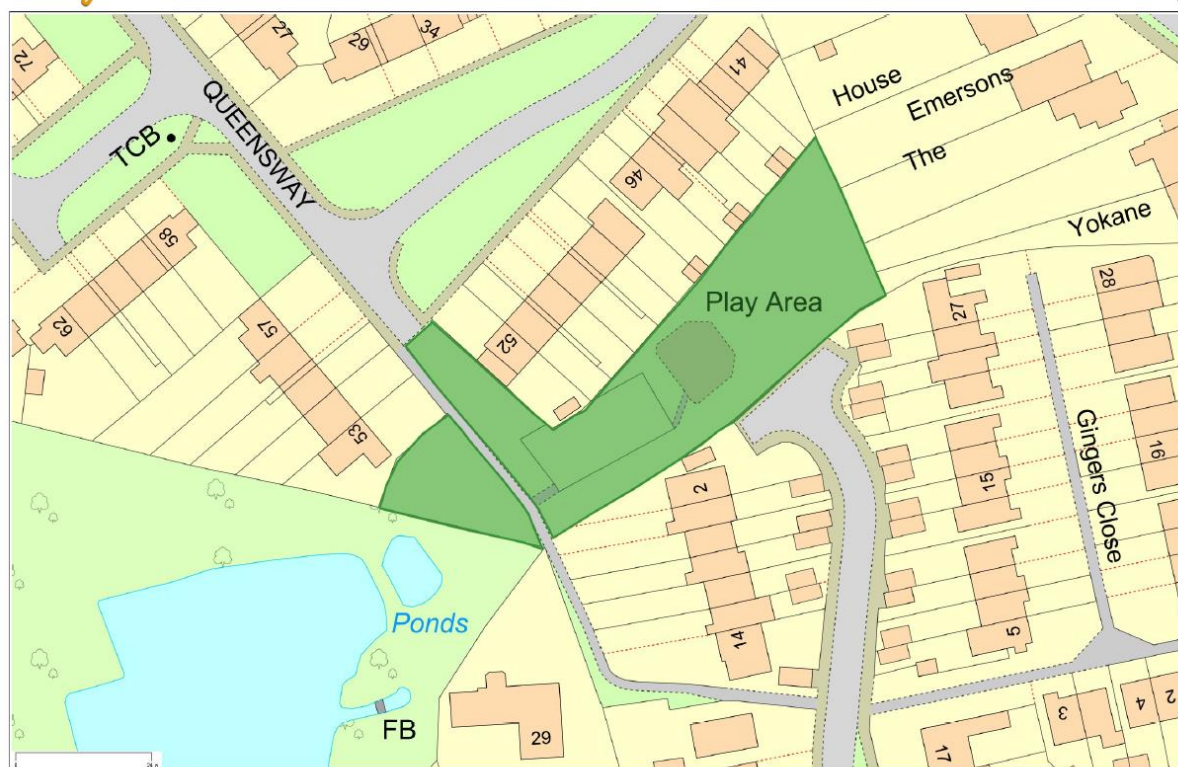 72
27
29
34
41
House
Emersons
QUEENSWAY
TCB
The
46
Yokane
58
62
57
52
Play Area
28
27
53
Gingers Close
16
2
15
Ponds
14
5
FB
29
3
4
2
17